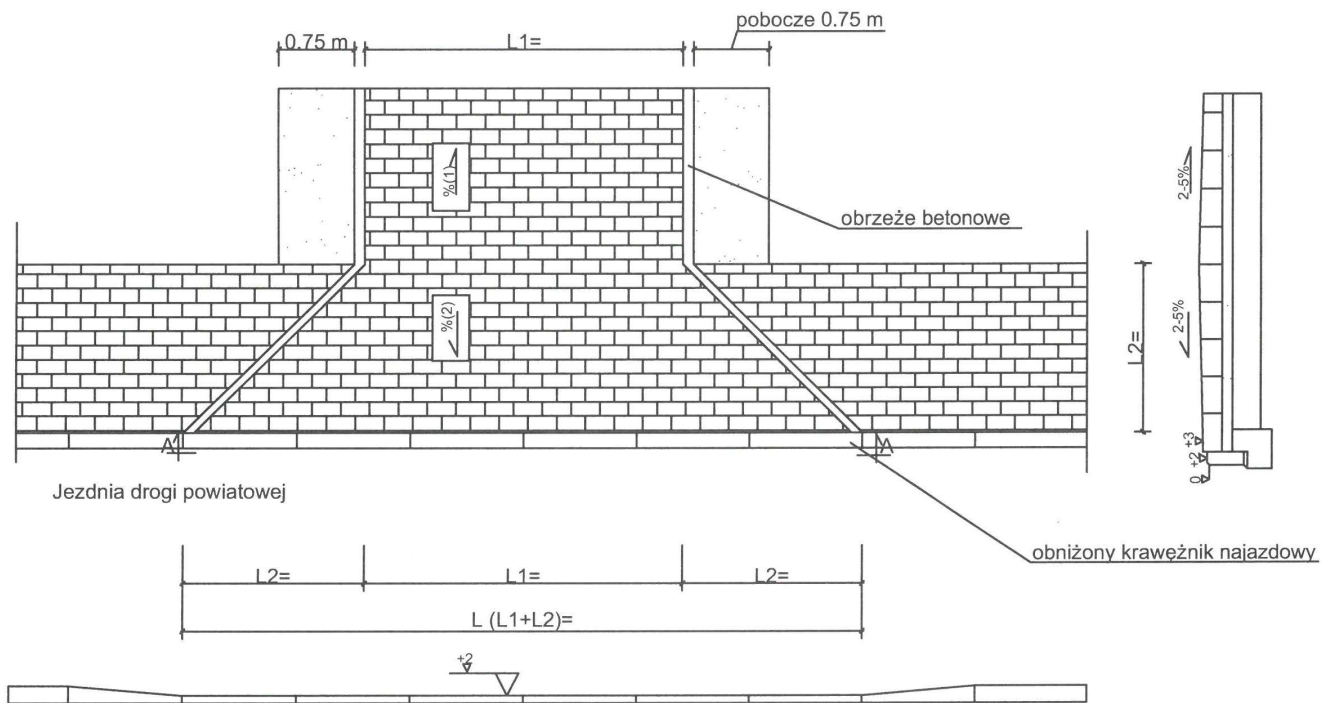 pobocze 0.75 m
0.75 m
L1=
%(1)
2-5%
obrzeże betonowe
%(2)
2-5%
L2=
A
A
+3
+2
0
Jezdnia drogi powiatowej
obniżony krawężnik najazdowy
L2=
L1=
L2=
L (L1+L2)=
+2